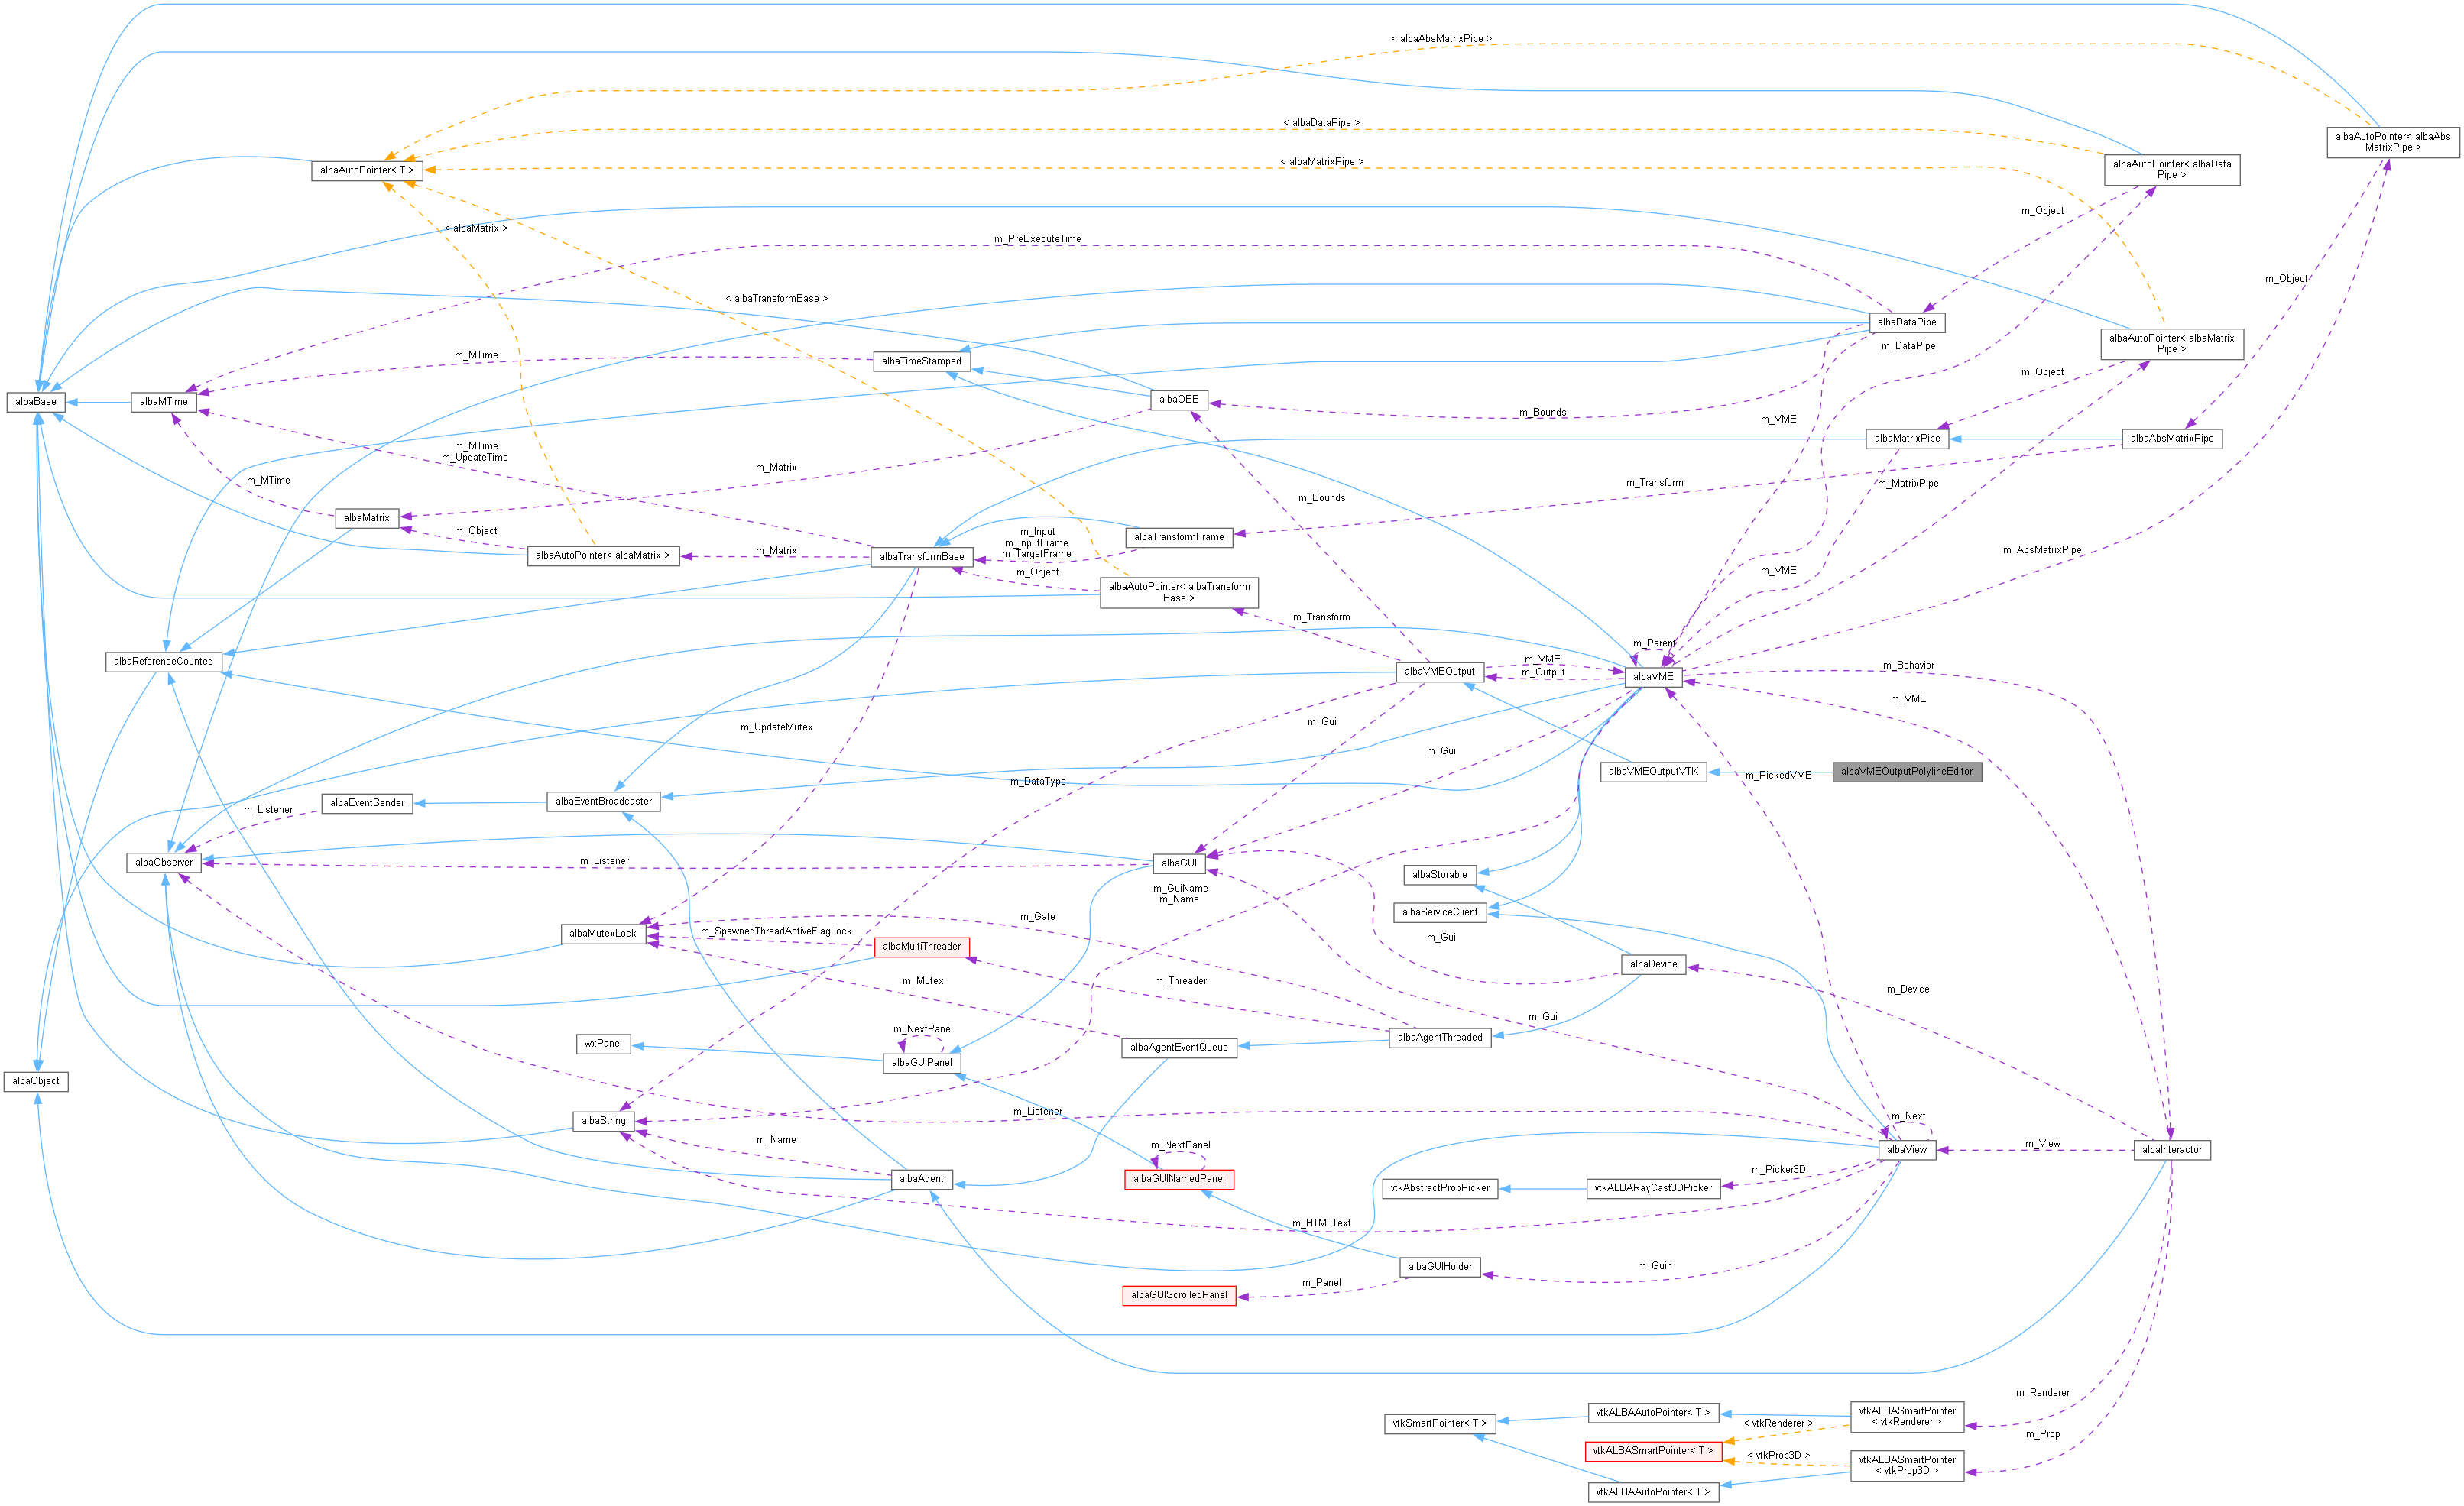 < albaAbsMatrixPipe >
albaAutoPointer< albaAbs
MatrixPipe >
< albaDataPipe >
albaAutoPointer< T >
< albaMatrixPipe >
albaAutoPointer< albaData
Pipe >
m_Object
< albaMatrix >
m_PreExecuteTime
m_Object
< albaTransformBase >
albaDataPipe
m_DataPipe
albaAutoPointer< albaMatrix
Pipe >
m_MTime
albaTimeStamped
m_Object
albaBase
albaMTime
albaOBB
m_Bounds
m_VME
m_MTime
m_UpdateTime
albaMatrixPipe
albaAbsMatrixPipe
m_Matrix
m_MTime
m_Transform
m_MatrixPipe
m_Bounds
albaMatrix
m_Object
albaAutoPointer< albaMatrix >
m_Matrix
albaTransformBase
m_Input
m_InputFrame
m_TargetFrame
albaTransformFrame
m_AbsMatrixPipe
m_Object
m_VME
albaAutoPointer< albaTransform
Base >
m_Transform
m_Parent
albaReferenceCounted
albaVMEOutput
m_VME
m_Output
albaVME
m_Behavior
m_VME
m_UpdateMutex
m_Gui
m_Gui
m_DataType
albaVMEOutputVTK
albaVMEOutputPolylineEditor
m_PickedVME
albaEventSender
albaEventBroadcaster
m_Listener
albaObserver
m_Listener
albaGUI
albaStorable
m_GuiName
m_Name
albaServiceClient
m_Gate
albaMutexLock
m_SpawnedThreadActiveFlagLock
albaMultiThreader
m_Gui
albaDevice
m_Mutex
m_Threader
m_Device
m_Gui
wxPanel
m_NextPanel
albaGUIPanel
albaAgentEventQueue
albaAgentThreaded
albaObject
albaString
m_Listener
m_Next
m_Name
m_NextPanel
m_View
albaView
albaInteractor
albaAgent
albaGUINamedPanel
m_Picker3D
vtkAbstractPropPicker
vtkALBARayCast3DPicker
m_HTMLText
albaGUIHolder
m_Guih
m_Panel
albaGUIScrolledPanel
m_Renderer
vtkSmartPointer< T >
vtkALBAAutoPointer< T >
< vtkRenderer >
vtkALBASmartPointer
< vtkRenderer >
m_Prop
vtkALBASmartPointer< T >
< vtkProp3D >
vtkALBASmartPointer
< vtkProp3D >
vtkALBAAutoPointer< T >